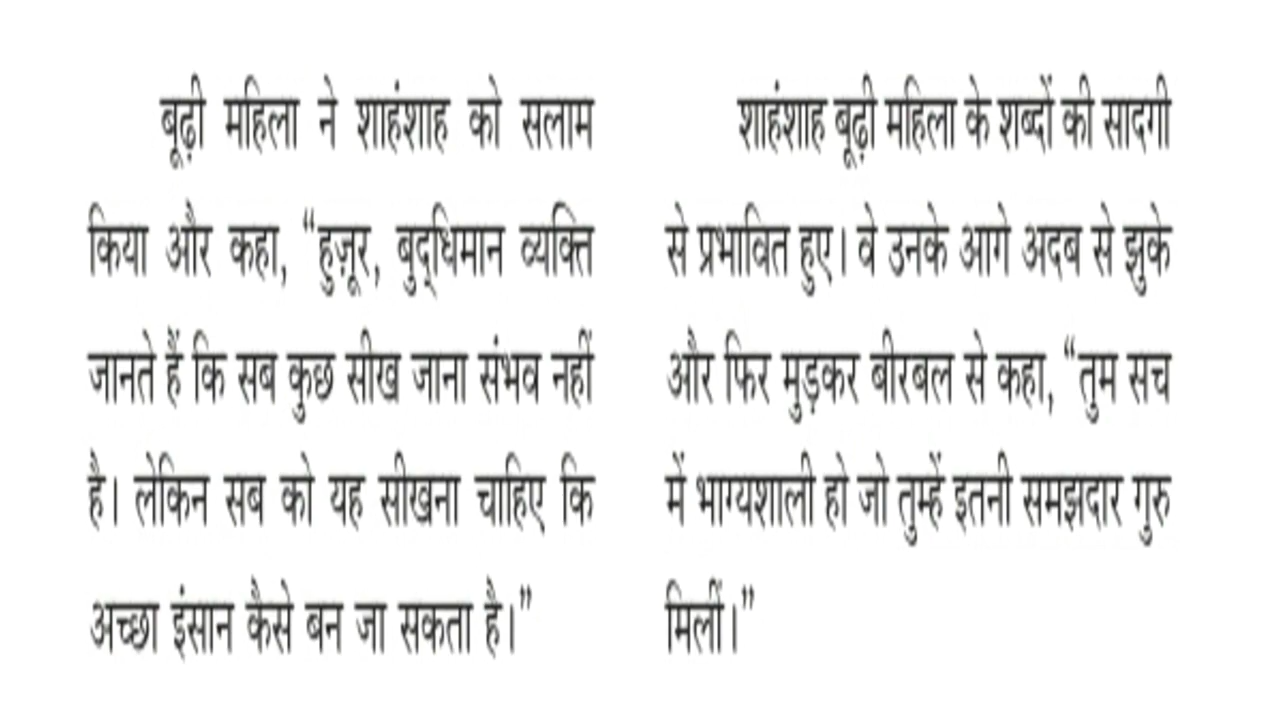 बूढ़ी महिला ने शाहंशाह को सलाम
किया और कहा, “हुज़ूर, बुद्‌धिमान व्यक्ति
जानते हैं कि सब कुछ सीख जाना संभव नहीं
है। लेकिन सब को यह सीखना चाहिए कि
अच्छा इंसान कैसे बन जा सकता है।”
शाहंशाह बूढ़ी महिला के शब्दों की सादगी
से प्रभावित हुए। वे उनके आगे अदब से झुके
और फिर मुड़कर बीरबल से कहा, “तुम सच
में भाग्यशाली हो जो तुम्हें इतनी समझदार गुरु
मिलीं।”